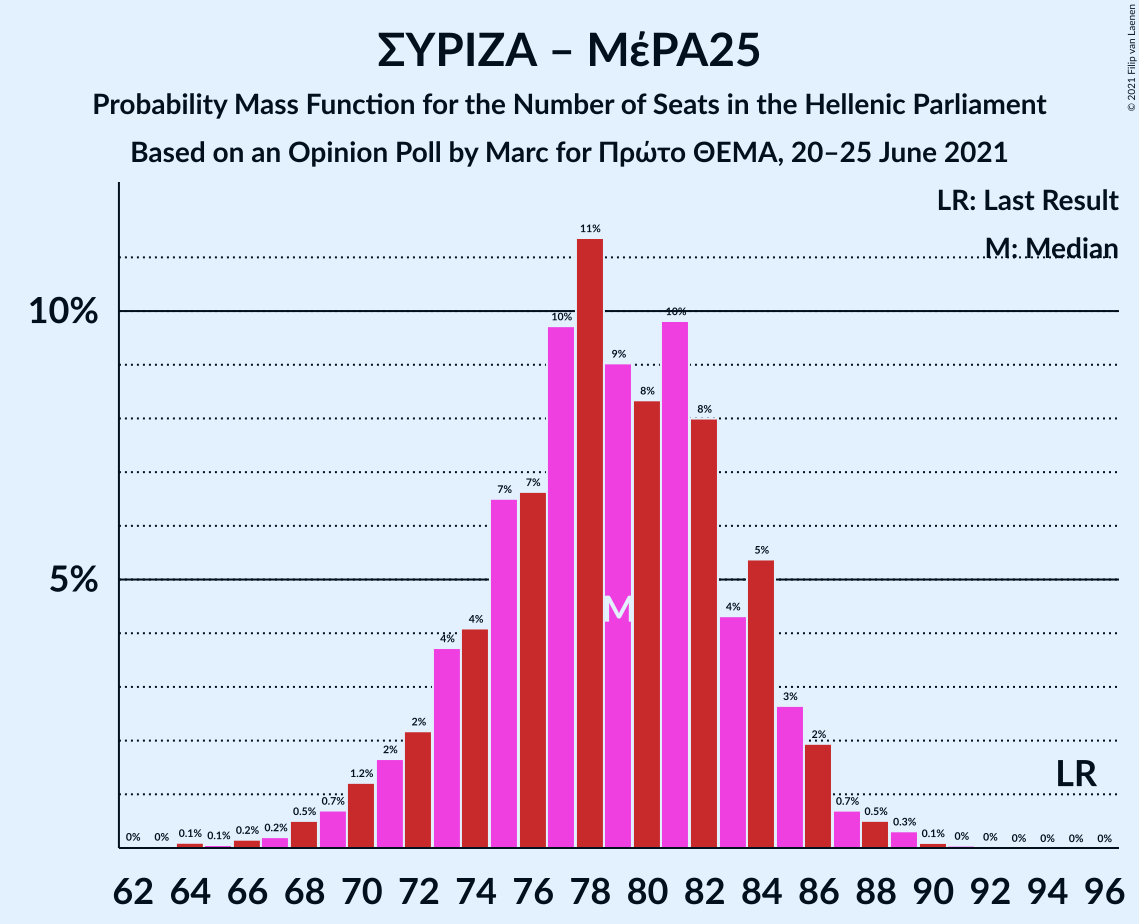 ΣΥΡΙΖΑ – ΜέΡΑ25
Probability Mass Function for the Number of Seats in the Hellenic Parliament
Based on an Opinion Poll by Marc for Πρώτο ΘΕΜΑ, 20–25 June 2021
© 2021 Filip van Laenen
LR: Last Result
M: Median
10%
5%
0% 0% 0.1% 0.1% 0.2% 0.2% 0.5% 0.7% 1.2% 2% 2% 4% 4% 7% 7% 10% 11% 9% 8% 10% 8% 4% 5% 3% 2% 0.7% 0.5% 0.3% 0.1% 0% 0% 0% 0% 0% 0%
M
LR
62 64 66 68 70 72 74 76 78 80 82 84 86 88 90 92 94 96